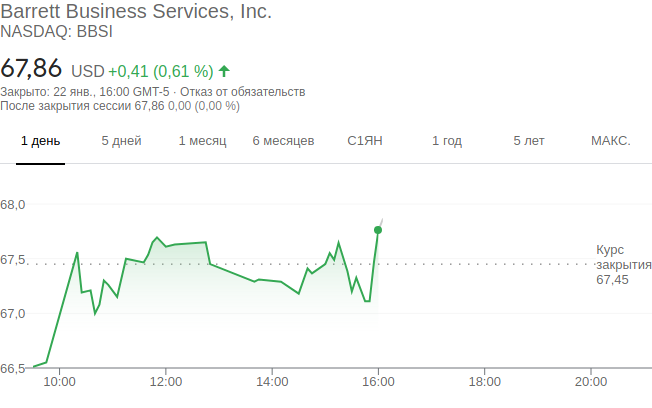 Barrett Business Services, Inc.
NASDAQ: BBSI
67,86 USD +0,41 (0,61 %)
Закрыто: 22 янв., 16:00 GMT-5 · Отказ от обязательств
После закрытия сессии 67,86 0,00 (0,00 %)
1 день 5 дней 1 месяц 6 месяцев С1ЯН 1 год 5 лет МАКС.
68,0
67,5
67,0
66,5
Курс
закрытия
67,45
10:00 12:00 14:00 16:00 18:00 20:00